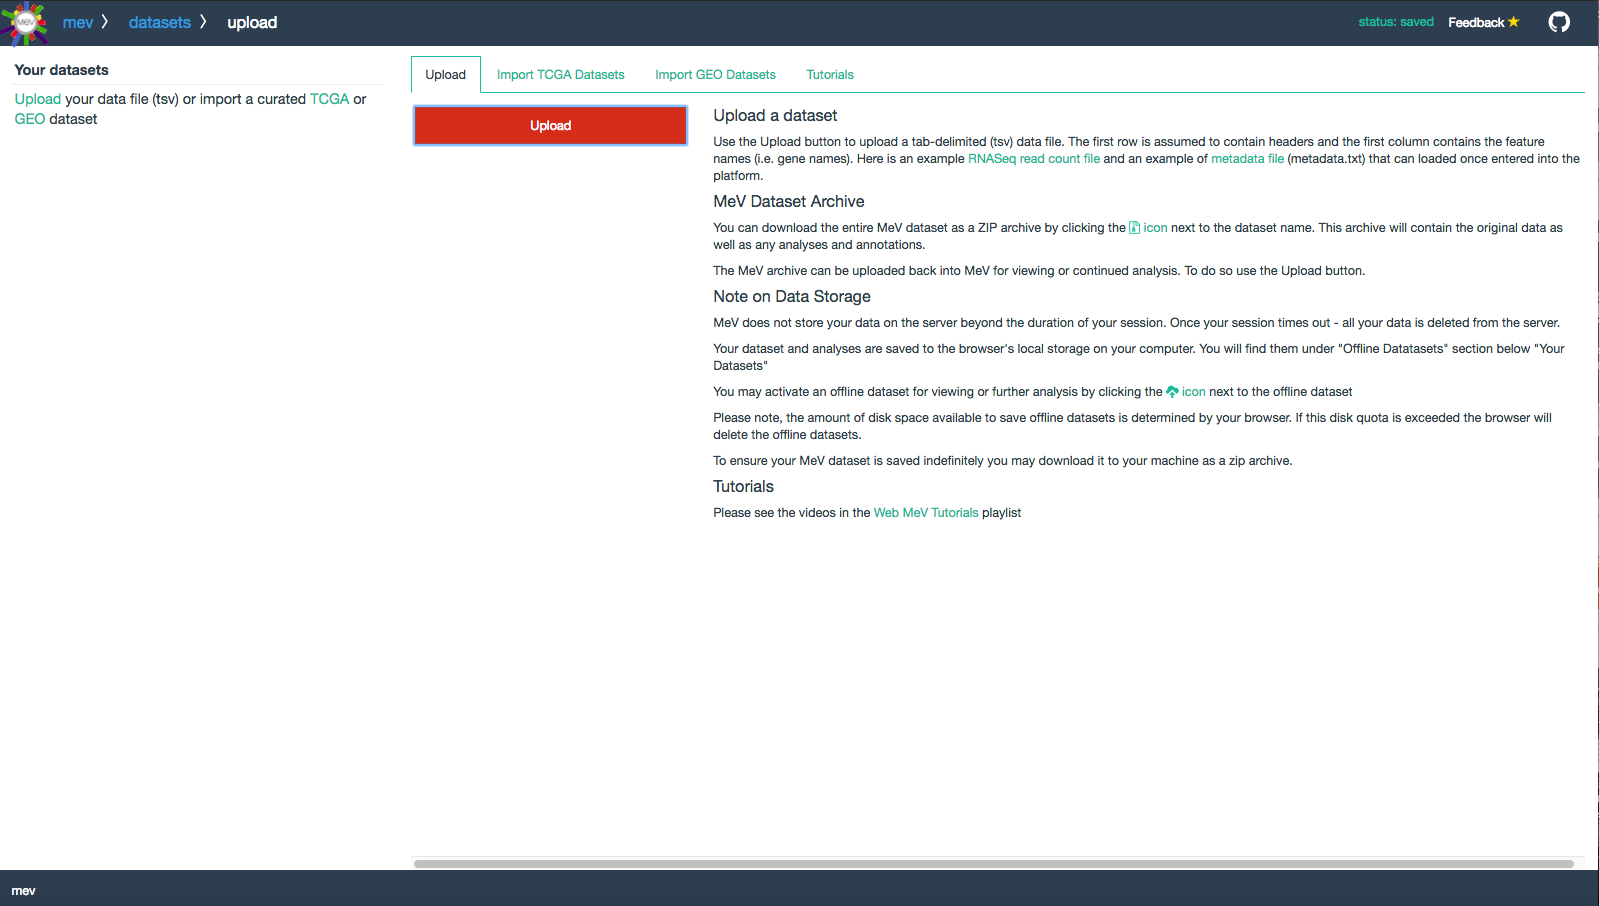 MeV mev datasets upload status: saved Feedback
Your datasets
Upload your data file (tsv) or import a curated TCGA or
GEO dataset
Upload Import TCGA Datasets Import GEO Datasets Tutorials
Upload
Upload a dataset
Use the Upload button to upload a tab-delimited (tsv) data file. The first row is assumed to contain headers and the first column contains the feature
names (i.e. gene names). Here is an example RNASeq read count file and an example of metadata file (metadata.txt) that can loaded once entered into the
platform.
MeV Dataset Archive
You can download the entire MeV dataset as a ZIP archive by clicking the icon next to the dataset name. This archive will contain the original data as
well as any analyses and annotations.
The MeV archive can be uploaded back into MeV for viewing or continued analysis. To do so use the Upload button.
Note on Data Storage
MeV does not store your data on the server beyond the duration of your session. Once your session times out - all your data is deleted from the server.
Your dataset and analyses are saved to the browser's local storage on your computer. You will find them under "Offline Datatasets" section below "Your
Datasets"
You may activate an offline dataset for viewing or further analysis by clicking the icon next to the offline dataset
Please note, the amount of disk space available to save offline datasets is determined by your browser. If this disk quota is exceeded the browser will
delete the offline datasets.
To ensure your MeV dataset is saved indefinitely you may download it to your machine as a zip archive.
Tutorials
Please see the videos in the Web MeV Tutorials playlist
mev